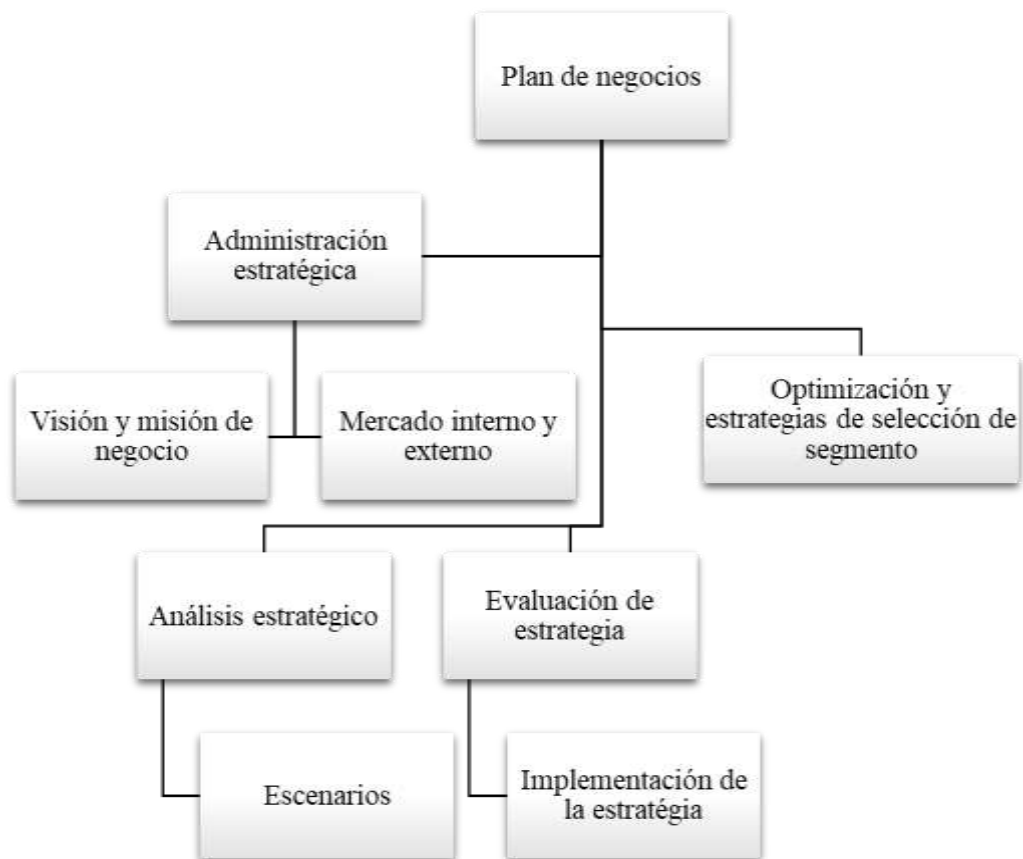 Plan de negocios
Administración
estratégica
Visión y misión de
negocio
Mercado interno y
externo
Optimización y
estrategias de selección de
segmento
Análisis estratégico
Evaluación de
estrategia
Escenarios
Implementación de
la estratégia